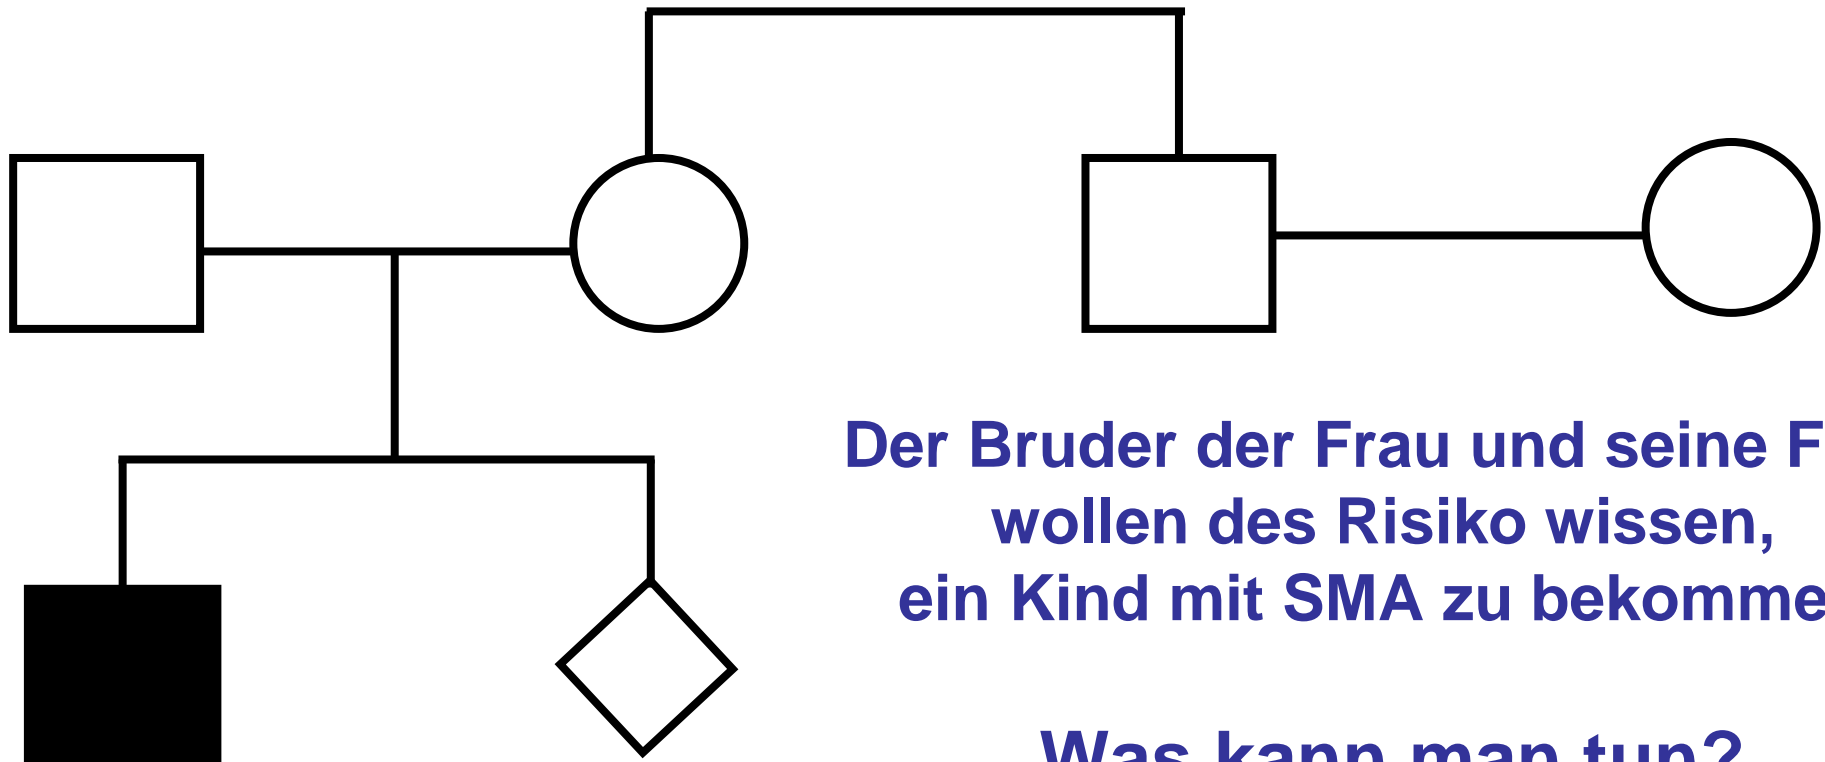 Der Bruder der Frau und seine F
wollen des Risiko wissen,
ein Kind mit SMA zu bekomme
Was kann man tun?